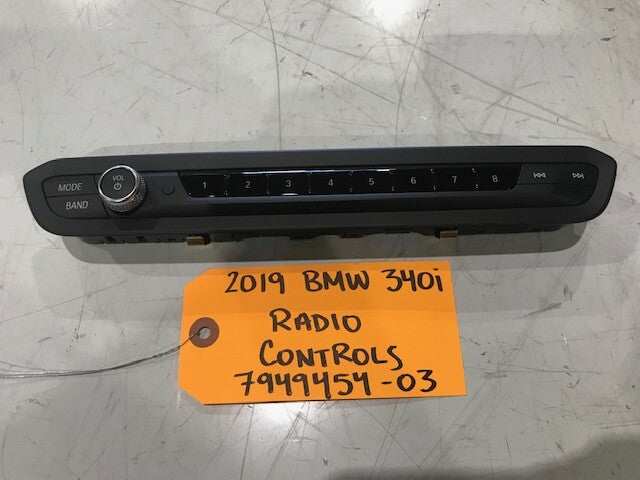 MODE
BAND
VOL
1 2 3 4 5 6 7 8
2019 BMW 340i
RADIO
CONTROLS
7949454-03